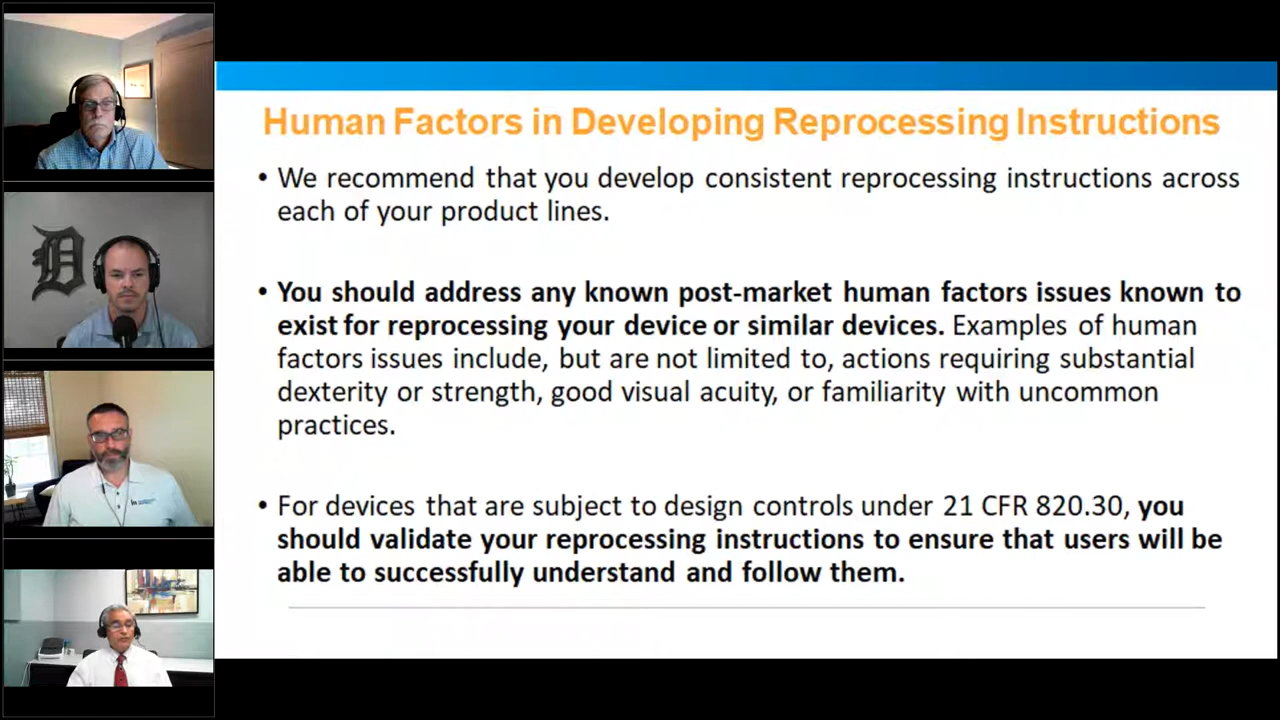 Human Factors in Developing Reprocessing Instructions
• We recommend that you develop consistent reprocessing instructions across
each of your product lines.
• You should address any known post-market human factors issues known to
exist for reprocessing your device or similar devices. Examples of human
factors issues include, but are not limited to, actions requiring substantial
dexterity or strength, good visual acuity, or familiarity with uncommon
practices.
• For devices that are subject to design controls under 21 CFR 820.30, you
should validate your reprocessing instructions to ensure that users will be
able to successfully understand and follow them.